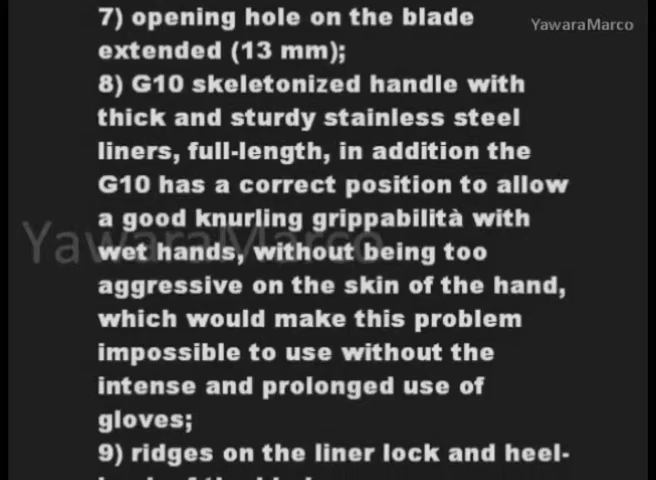 7) opening hole on the blade
YawaraMarco
extended (13 mm);
8) G10 skeletonized handle with
thick and sturdy stainless steel
liners, full-length, in addition the
G10 has a correct position to allow
a good knurling grippabilità with
YawaraMarco
wet hands, without being too
aggressive on the skin of the hand,
which would make this problem
impossible to use without the
intense and prolonged use of
gloves;
9) ridges on the liner lock and heel-